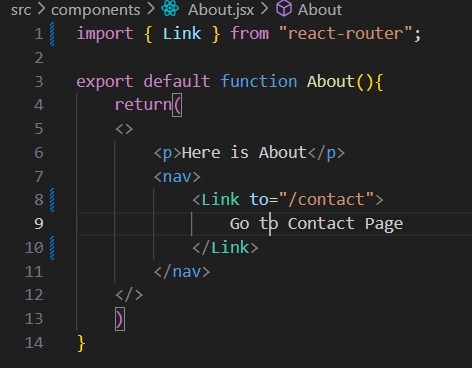 src > components > About.jsx > About
1 import { Link } from "react-router";
2
3 export default function About(){
4     return(
5     <>
6         <p>Here is About</p>
7         <nav>
8             <Link to="/contact">
9                 Go to Contact Page
10             </Link>
11         </nav>
12     </>
13     )
14 }